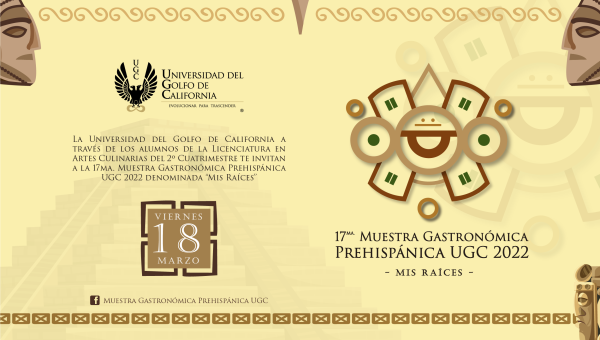 UGC
UNIVERSIDAD DEL
GOLFO DE
CALIFORNIA
EVOLUCIONAR PARA TRASCENDER
LA UNIVERSIDAD DEL GOLFO DE CALIFORNIA A
TRAVÉS DE LOS ALUMNOS DE LA LICENCIATURA EN
ARTES CULINARIAS DEL 2º CUATRIMESTRE TE INVITAN
A LA 17MA. MUESTRA GASTRONÓMICA PREHISPÁNICA
UGC 2022 DENOMINADA "MIS RAÍCES"
VIERNES
18
MARZO
MUESTRA GASTRONÓMICA PREHISPÁNICA UGC
17MA. MUESTRA GASTRONÓMICA
PREHISPÁNICA UGC 2022
- MIS RAÍCES -